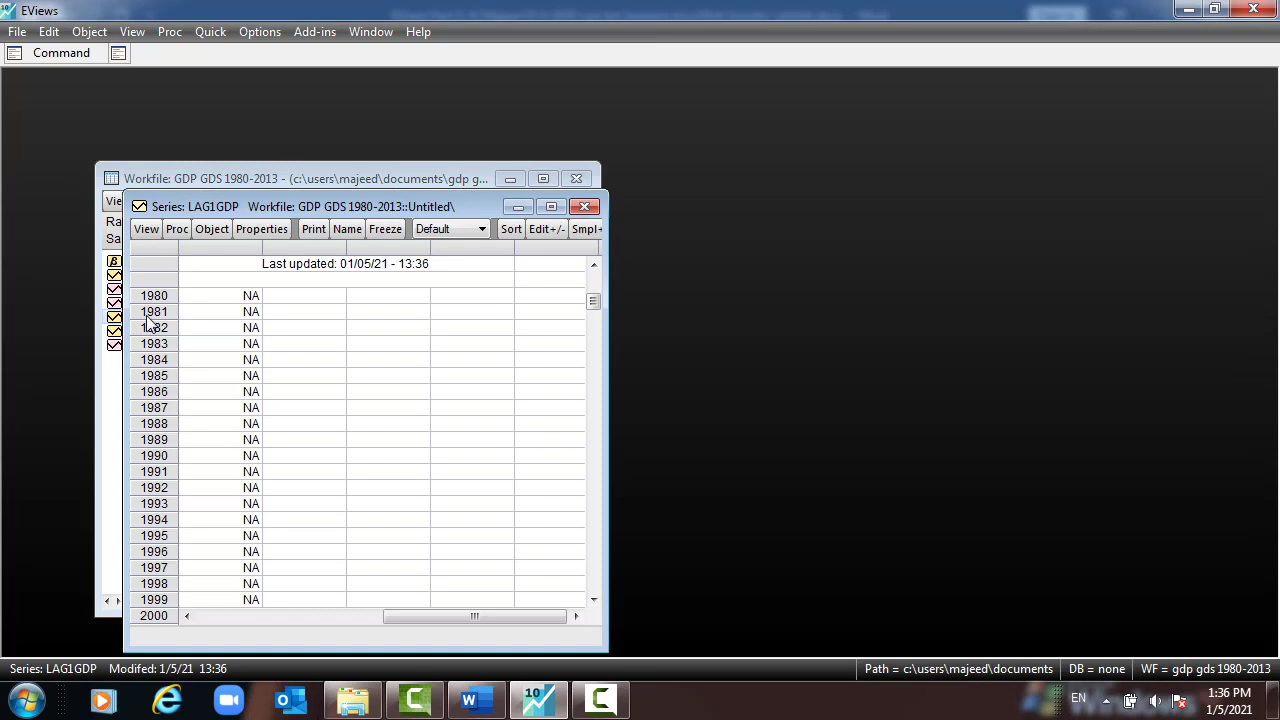 10
EViews
File Edit Object View Proc Quick Options Add-ins Window Help
Command
Workfile: GDP GDS 1980-2013 - (c:\users\majeed\documents\gdp g...
Vie
Ra
Sa
β
Series: LAG1GDP Workfile: GDP GDS 1980-2013::Untitled\
View Proc Object Properties Print Name Freeze Default Sort Edit+/- Smpl+
Last updated: 01/05/21 - 13:36
1980 NA
1981 NA
1982 NA
1983 NA
1984 NA
1985 NA
1986 NA
1987 NA
1988 NA
1989 NA
1990 NA
1991 NA
1992 NA
1993 NA
1994 NA
1995 NA
1996 NA
1997 NA
1998 NA
1999 NA
2000
Series: LAG1GDP Modifed: 1/5/21 13:36 Path = c:\users\majeed\documents DB = none WF = gdp gds 1980-2013
10 EN 1:36 PM
1/5/2021